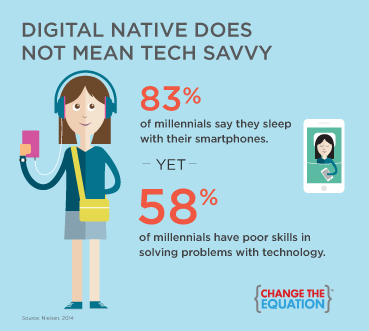 DIGITAL NATIVE DOES
NOT MEAN TECH SAVVY
83%
of millennials say they sleep
with their smartphones.
– YET –
58%
of millennials have poor skills in
solving problems with technology.
Source: Nielsen, 2014
{CHANGE THE
EQUATION}